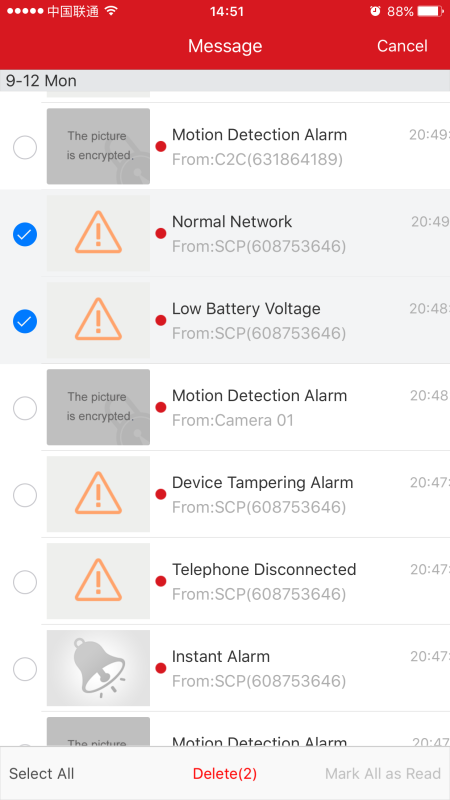 中国联通
14:51
88%
Message
Cancel
9-12 Mon
The picture
is encrypted.
Motion Detection Alarm
20:49:
From:C2C(631864189)
Normal Network
20:49
From:SCP(608753646)
Low Battery Voltage
20:48:
From:SCP(608753646)
The picture
is encrypted.
Motion Detection Alarm
20:48
From:Camera 01
Device Tampering Alarm
20:47:
From:SCP(608753646)
Telephone Disconnected
20:47:
From:SCP(608753646)
Instant Alarm
20:47:
From:SCP(608753646)
The picture
Motion Detection Alarm
20:47
Select All
Delete(2)
Mark All as Read